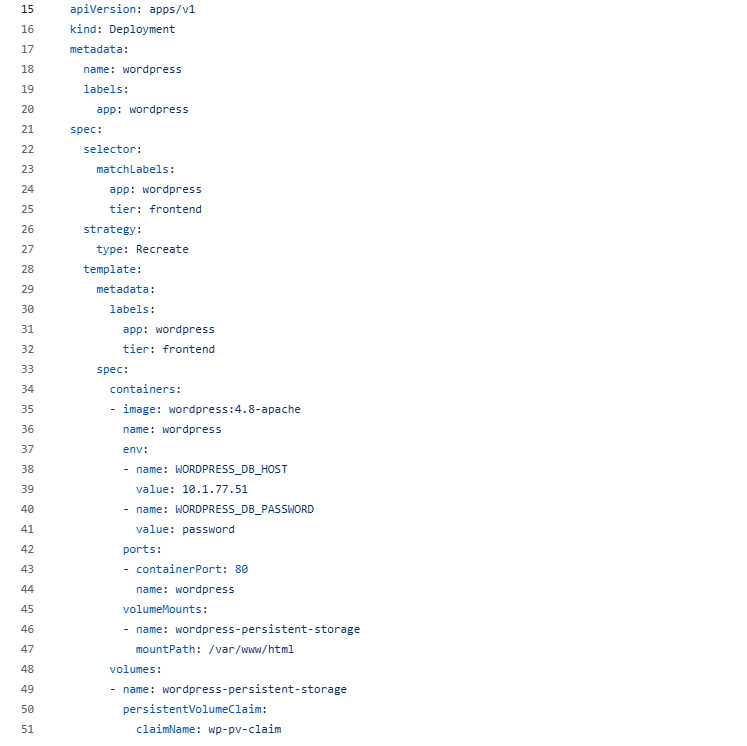 15 apiVersion: apps/v1
16 kind: Deployment
17 metadata:
18   name: wordpress
19   labels:
20     app: wordpress
21 spec:
22   selector:
23     matchLabels:
24       app: wordpress
25       tier: frontend
26   strategy:
27     type: Recreate
28   template:
29     metadata:
30       labels:
31         app: wordpress
32         tier: frontend
33     spec:
34       containers:
35       - image: wordpress:4.8-apache
36         name: wordpress
37         env:
38         - name: WORDPRESS_DB_HOST
39           value: 10.1.77.51
40         - name: WORDPRESS_DB_PASSWORD
41           value: password
42         ports:
43         - containerPort: 80
44           name: wordpress
45         volumeMounts:
46         - name: wordpress-persistent-storage
47           mountPath: /var/www/html
48       volumes:
49       - name: wordpress-persistent-storage
50         persistentVolumeClaim:
51           claimName: wp-pv-claim